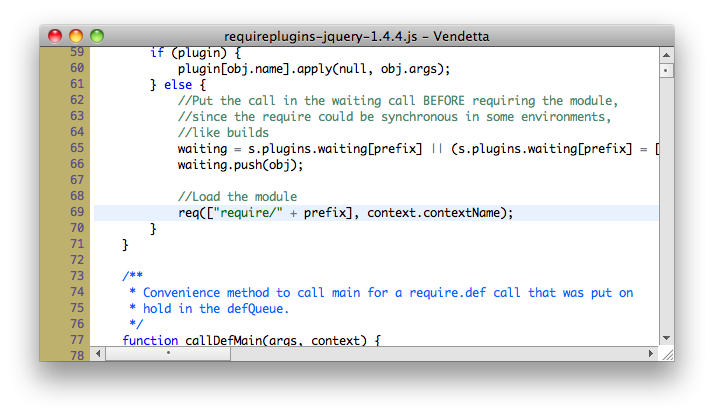 requireplugins-jquery-1.4.4.js – Vendetta
59 if (plugin) {
60 plugin[obj.name].apply(null, obj.args);
61 } else {
62 //Put the call in the waiting call BEFORE requiring the module,
63 //since the require could be synchronous in some environments,
64 //like builds
65 waiting = s.plugins.waiting[prefix] || (s.plugins.waiting[prefix] = [
66 waiting.push(obj);
67
68 //Load the module
69 req(["require/" + prefix], context.contextName);
70 }
71 }
72
73 /**
74 * Convenience method to call main for a require.def call that was put on
75 * hold in the defQueue.
76 */
77 function callDefMain(args, context) {
78